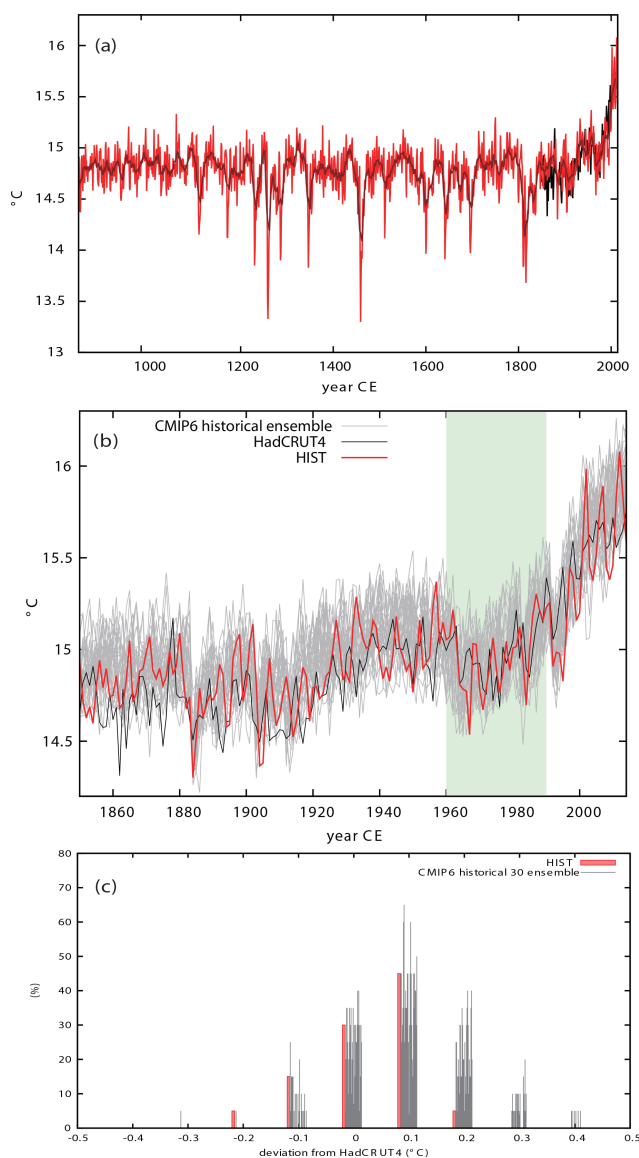 (a)
16
15.5
15
14.5
14
13.5
13
°C
1000 1200 1400 1600 1800 2000
year CE
(b)
CMIP6 historical ensemble
HadCRUT4
HIST
16
15.5
15
14.5
°C
1860 1880 1900 1920 1940 1960 1980 2000
year CE
(c)
HIST
CMIP6 historical 30 ensemble
80
70
60
50
40
30
20
10
0
(%)
-0.5 -0.4 -0.3 -0.2 -0.1 0 0.1 0.2 0.3 0.4 0.5
deviation from HadCRUT4 (°C)